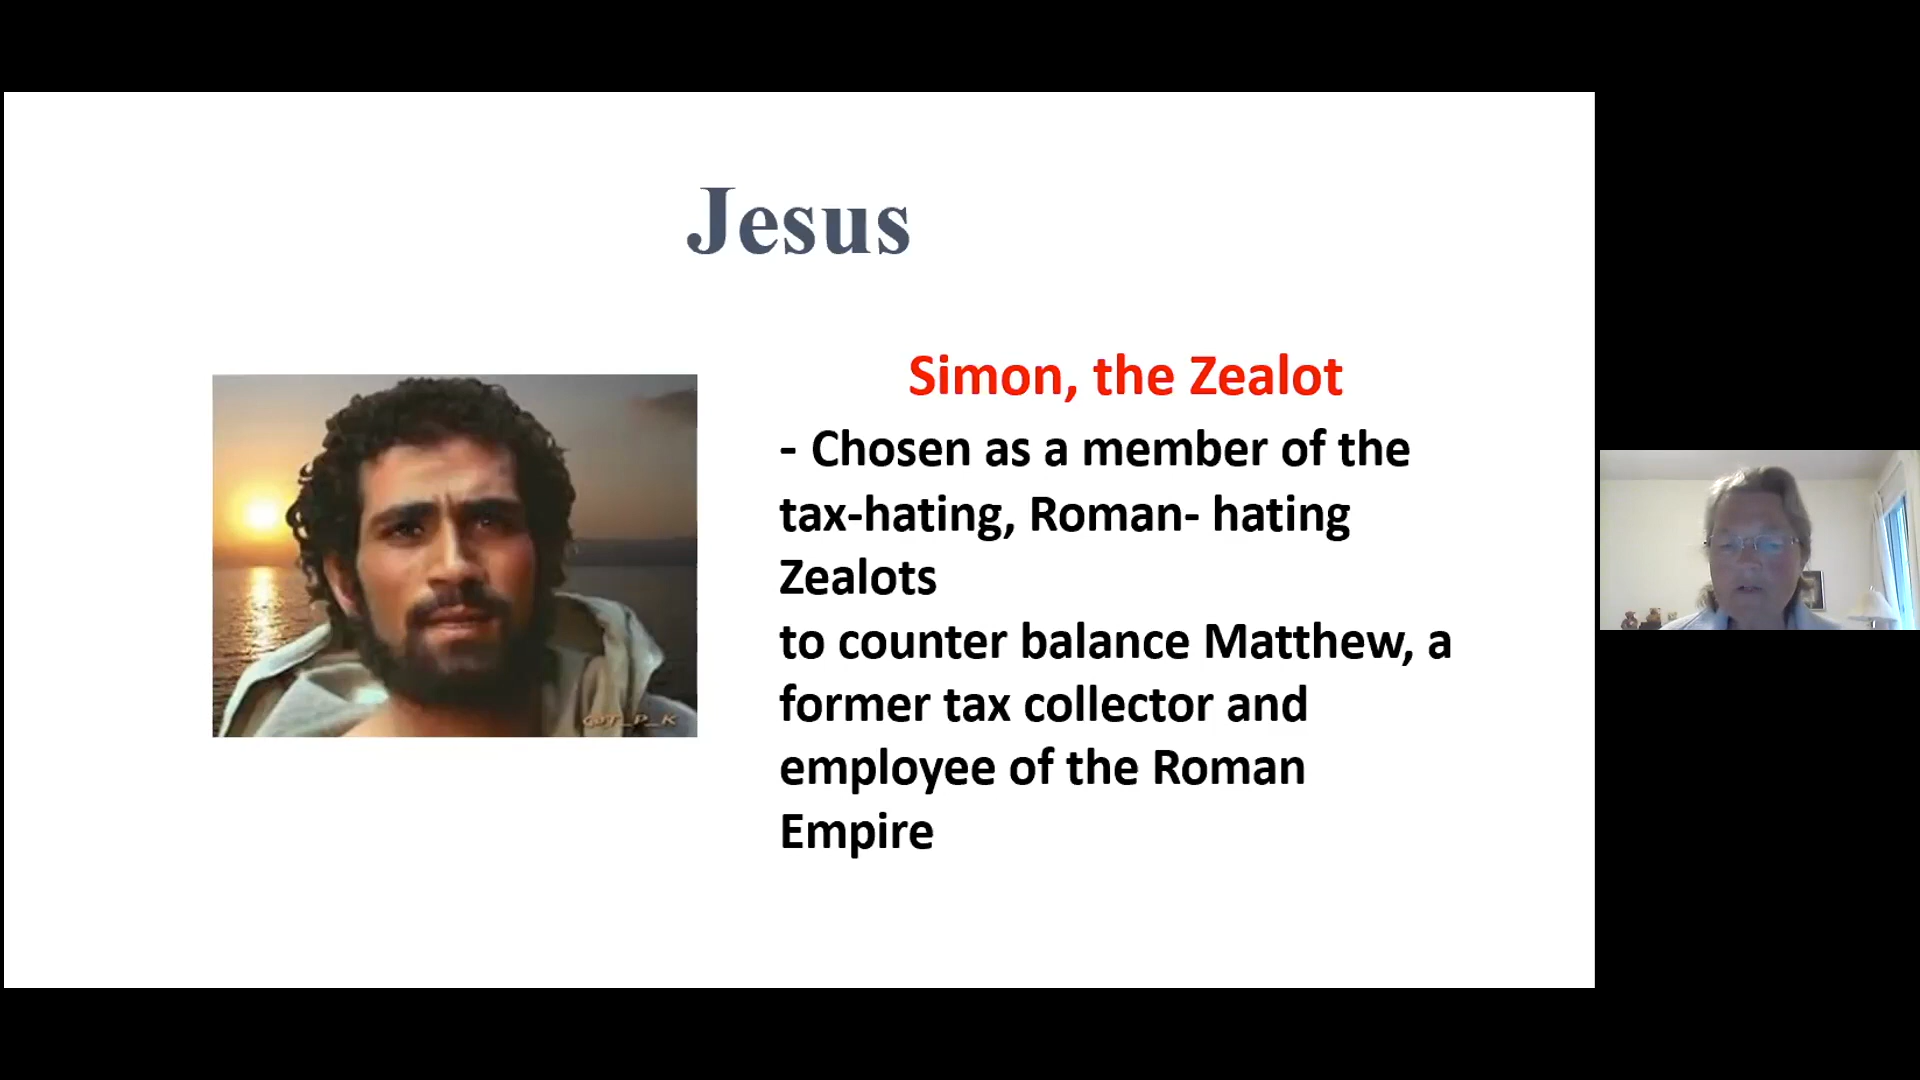 Jesus
Simon, the Zealot
- Chosen as a member of the
tax-hating, Roman- hating
Zealots
to counter balance Matthew, a
former tax collector and
employee of the Roman
Empire
@T_P_K